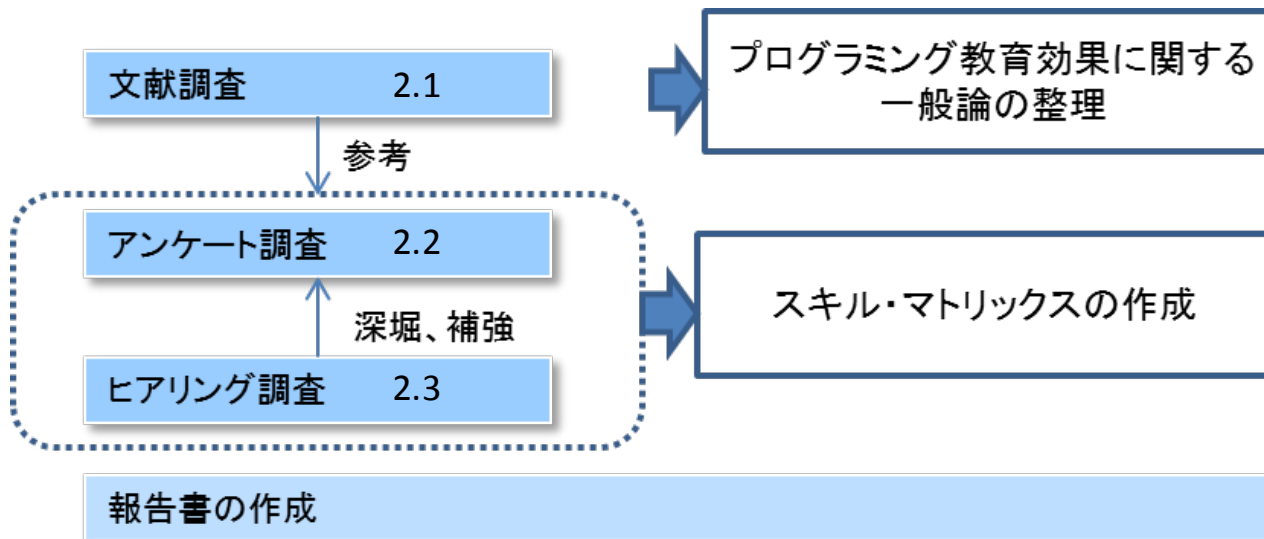 文献調査 2.1
プログラミング教育効果に関する
一般論の整理
参考
アンケート調査 2.2
深堀、補強
スキル・マトリックスの作成
ヒアリング調査 2.3
報告書の作成